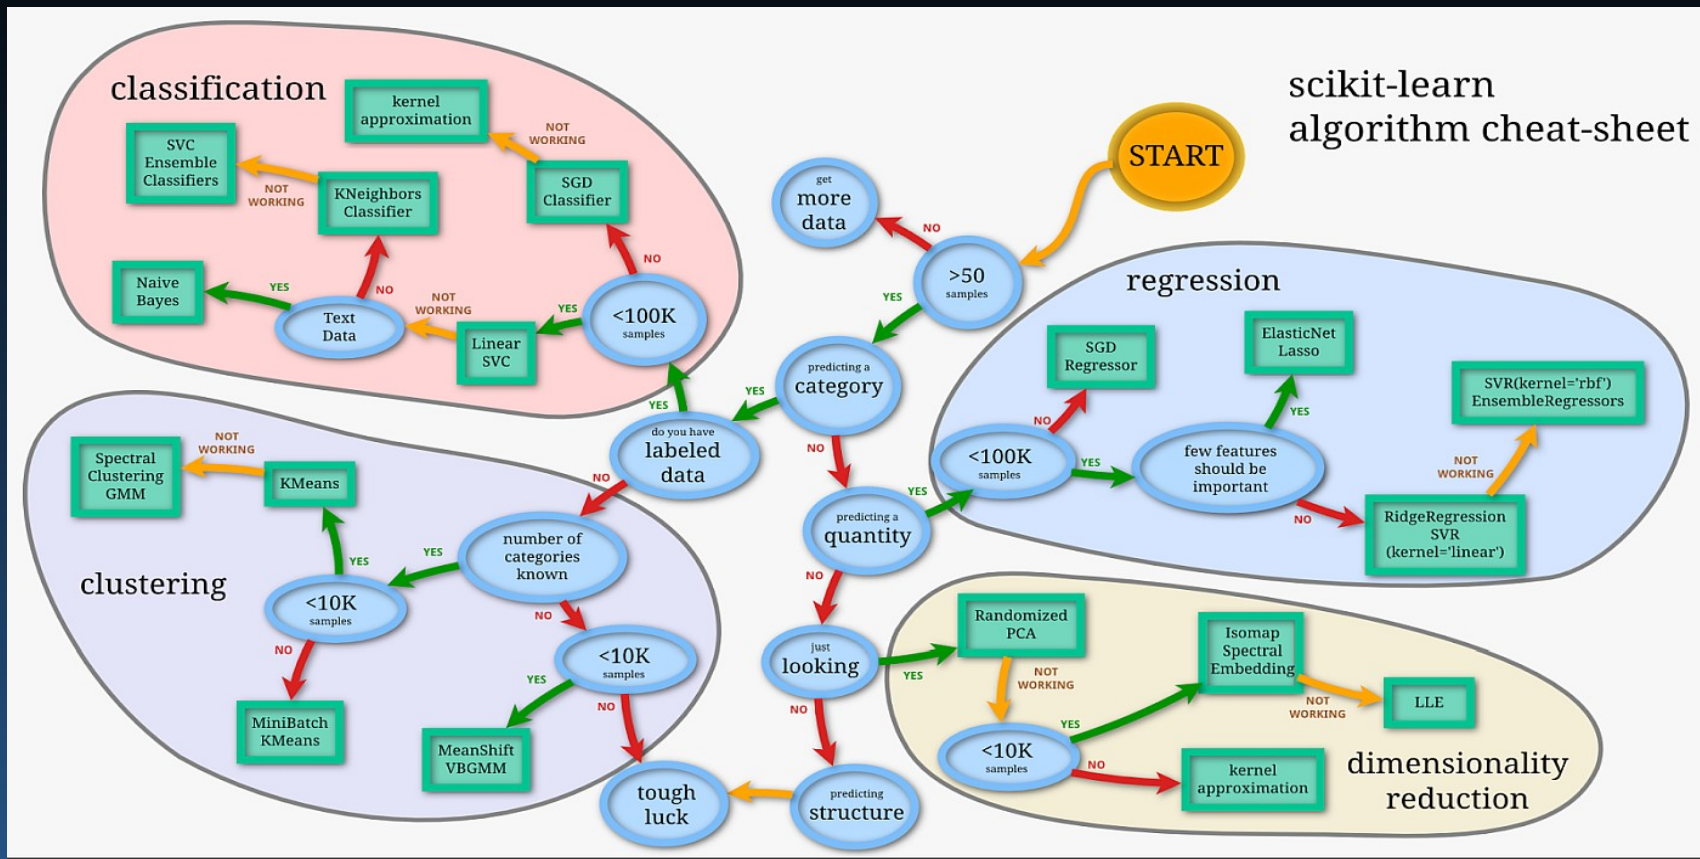 scikit-learn
algorithm cheat-sheet
START
classification
kernel
approximation
NOT
WORKING
SVC
Ensemble
Classifiers
NOT
WORKING
KNeighbors
Classifier
SGD
Classifier
NO
Naive
Bayes
YES
NO
Text
Data
NOT
WORKING
Linear
SVC
YES
<100K
samples
get
more
data
NO
>50
samples
YES
predicting a
category
YES
YES
do you have
labeled
data
NO
NO
predicting a
quantity
YES
NO
just
looking
YES
NO
predicting
structure
tough
luck
regression
SGD
Regressor
NO
ElasticNet
Lasso
YES
SVR(kernel='rbf')
EnsembleRegressors
NOT
WORKING
<100K
samples
YES
few features
should be
important
NO
RidgeRegression
SVR
(kernel='linear')
clustering
Spectral
Clustering
GMM
NOT
WORKING
KMeans
YES
YES
number of
categories
known
<10K
samples
NO
NO
<10K
samples
YES
NO
MiniBatch
KMeans
MeanShift
VBGMM
Randomized
PCA
NOT
WORKING
Isomap
Spectral
Embedding
NOT
WORKING
LLE
YES
<10K
samples
NO
kernel
approximation
dimensionality
reduction